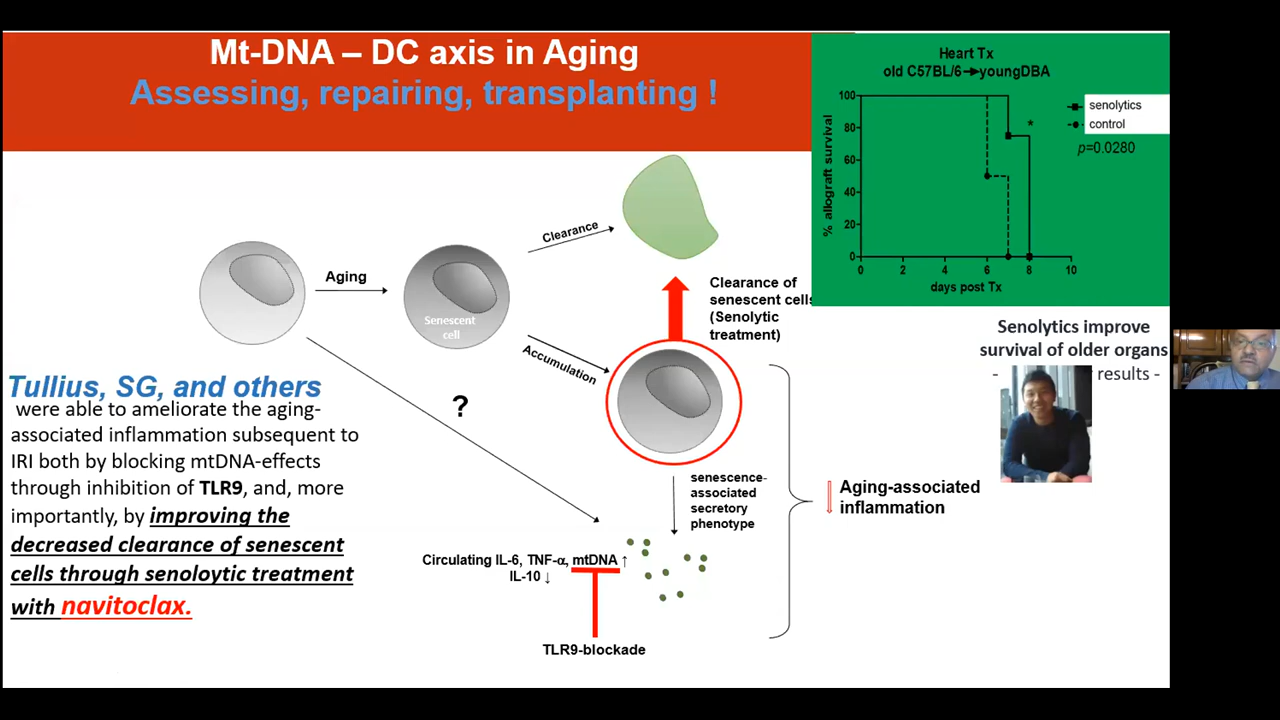 Mt-DNA – DC axis in Aging
Assessing, repairing, transplanting !
Heart Tx
old C57BL/6→youngDBA
% allograft survival
100
80
60
40
20
0
0 2 4 6 8 10
days post Tx
*
senolytics
control
p=0.0280
Senolytics improve
survival of older organs
- results -
Aging
Senescent
cell
Clearance
Accumulation
Clearance of
senescent cells
(Senolytic
treatment)
?
senescence-
associated
secretory
phenotype
Circulating IL-6, TNF-α, mtDNA ↑
IL-10 ↓
TLR9-blockade
Aging-associated
inflammation
Tullius, SG, and others
were able to ameliorate the aging-
associated inflammation subsequent to
IRI both by blocking mtDNA-effects
through inhibition of TLR9, and, more
importantly, by improving the
decreased clearance of senescent
cells through senoloytic treatment
with navitoclax.